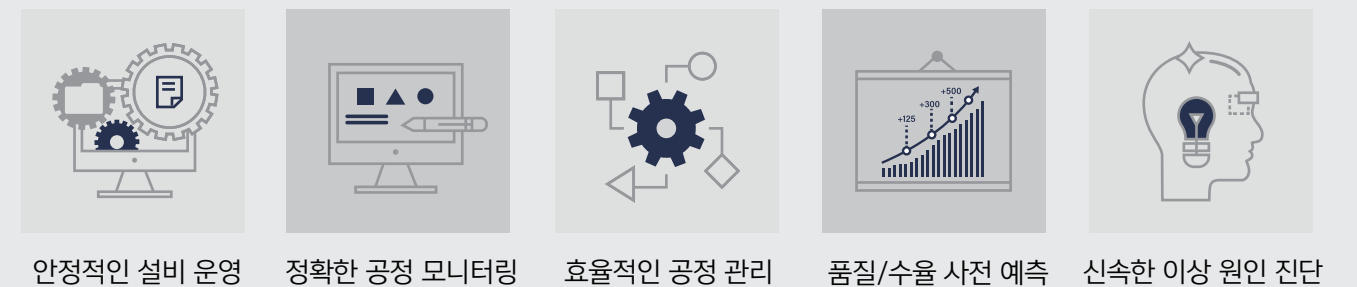 +125
+300
+500
안정적인 설비 운영
정확한 공정 모니터링
효율적인 공정 관리
품질/수율 사전 예측
신속한 이상 원인 진단